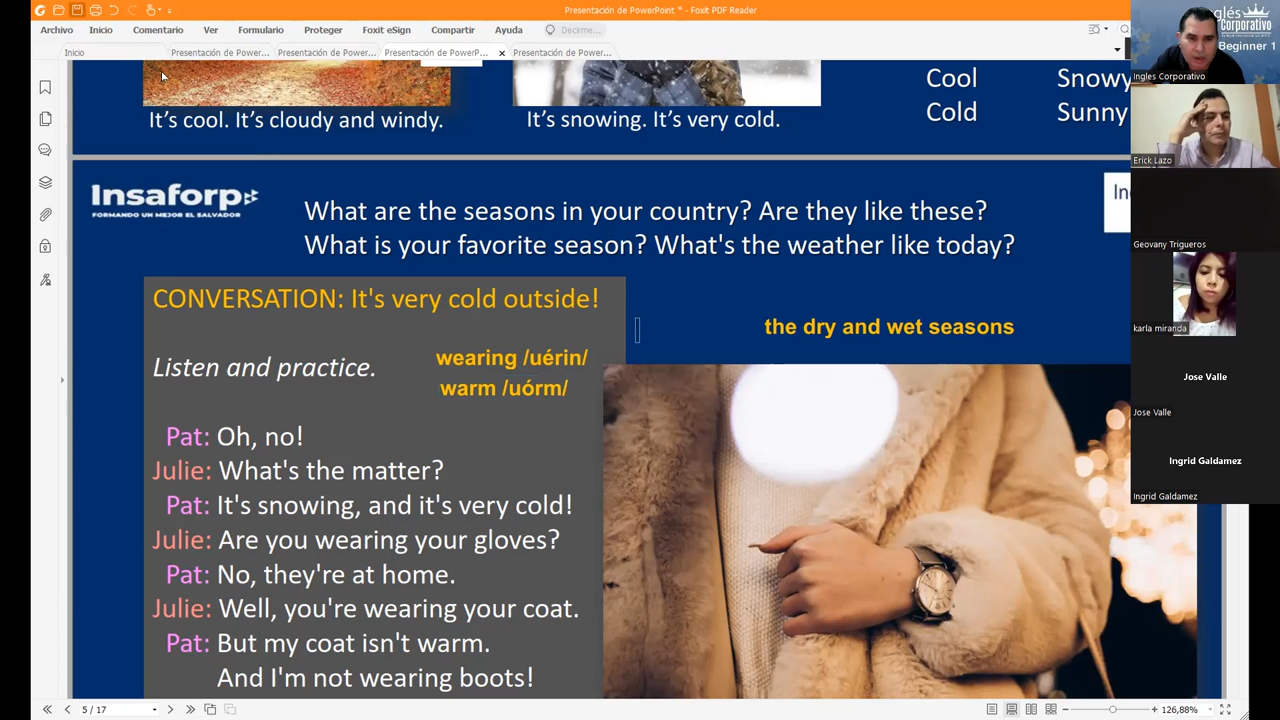 Presentación de PowerPoint * - Foxit PDF Reader
Archivo Inicio Comentario Ver Formulario Proteger Foxit eSign Compartir Ayuda Decirme...
Inicio Presentación de Power... Presentación de Power... Presentación de PowerP... × Presentación de Power...
It's cool. It's cloudy and windy.
It's snowing. It's very cold.
Cool Snowy
Cold Sunny
Insaforp
FORMANDO UN MEJOR EL SALVADOR
What are the seasons in your country? Are they like these?
What is your favorite season? What's the weather like today?
CONVERSATION: It's very cold outside!
the dry and wet seasons
Listen and practice.
wearing /uérin/
warm /uórm/
Pat: Oh, no!
Julie: What's the matter?
Pat: It's snowing, and it's very cold!
Julie: Are you wearing your gloves?
Pat: No, they're at home.
Julie: Well, you're wearing your coat.
Pat: But my coat isn't warm.
And I'm not wearing boots!
5 / 17
126,88%
glés
Corporativo
Beginner 1
Ingles Corporativo
Erick Lazo
Geovany Trigueros
karla miranda
Jose Valle
Jose Valle
Ingrid Galdamez
Ingrid Galdamez